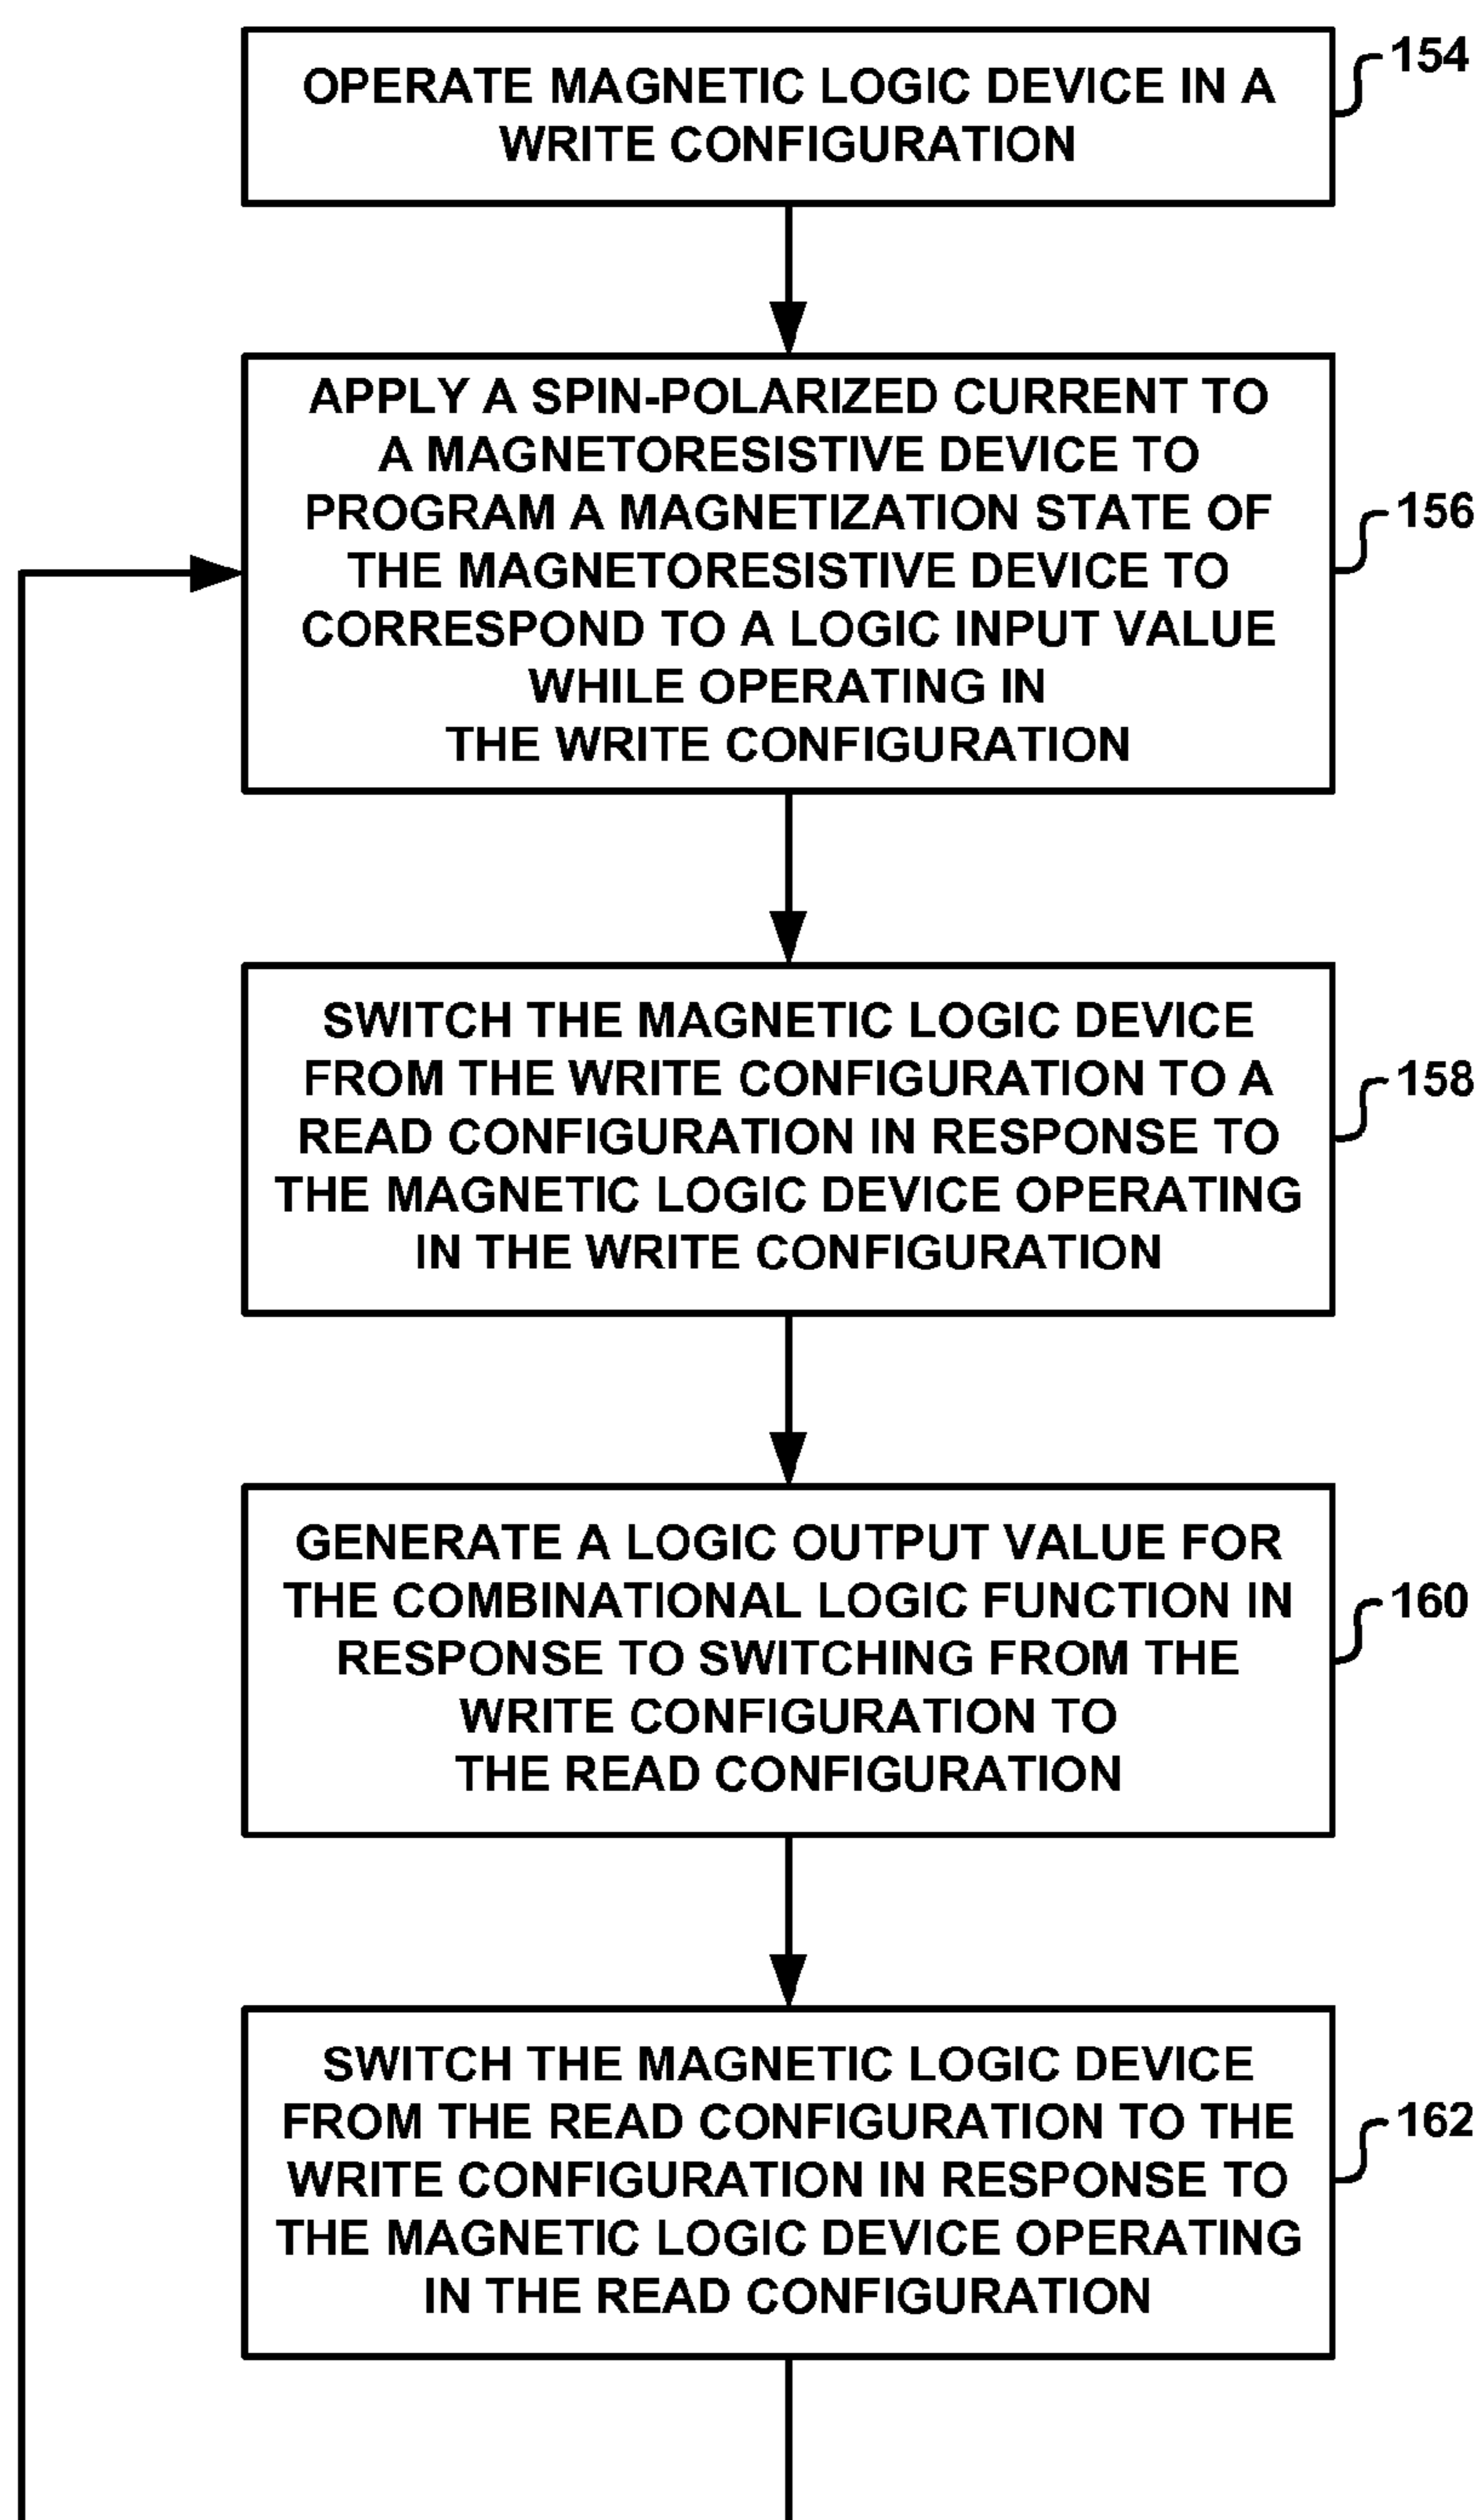 OPERATE MAGNETIC LOGIC DEVICE IN A
WRITE CONFIGURATION
154
APPLY A SPIN-POLARIZED CURRENT TO
A MAGNETORESISTIVE DEVICE TO
PROGRAM A MAGNETIZATION STATE OF
THE MAGNETORESISTIVE DEVICE TO
CORRESPOND TO A LOGIC INPUT VALUE
WHILE OPERATING IN
THE WRITE CONFIGURATION
156
SWITCH THE MAGNETIC LOGIC DEVICE
FROM THE WRITE CONFIGURATION TO A
READ CONFIGURATION IN RESPONSE TO
THE MAGNETIC LOGIC DEVICE OPERATING
IN THE WRITE CONFIGURATION
158
GENERATE A LOGIC OUTPUT VALUE FOR
THE COMBINATIONAL LOGIC FUNCTION IN
RESPONSE TO SWITCHING FROM THE
WRITE CONFIGURATION TO
THE READ CONFIGURATION
160
SWITCH THE MAGNETIC LOGIC DEVICE
FROM THE READ CONFIGURATION TO THE
WRITE CONFIGURATION IN RESPONSE TO
THE MAGNETIC LOGIC DEVICE OPERATING
IN THE READ CONFIGURATION
162